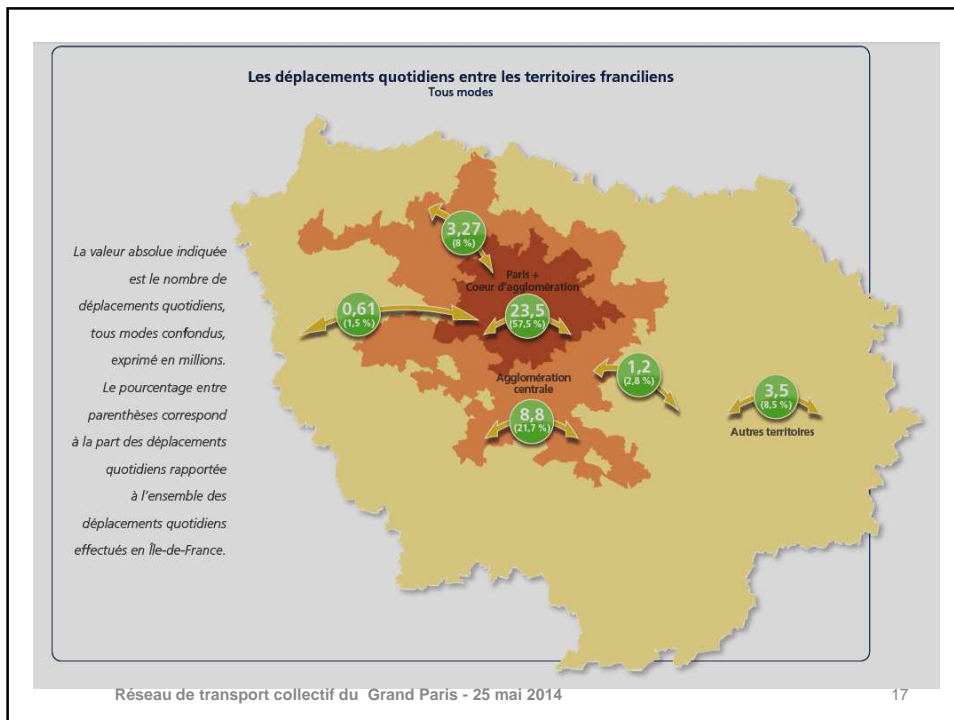 Les déplacements quotidiens entre les territoires franciliens
Tous modes
La valeur absolue indiquée
est le nombre de
déplacements quotidiens,
tous modes confondus,
exprimé en millions.
Le pourcentage entre
parenthèses correspond
à la part des déplacements
quotidiens rapportée
à l'ensemble des
déplacements quotidiens
effectués en Île-de-France.
3,27
(8 %)
Paris +
Coeur d'agglomération
0,61
(1,5 %)
23,5
(57,5 %)
1,2
(2,8 %)
Agglomération
centrale
3,5
(8,5 %)
8,8
(21,7 %)
Autres territoires
Réseau de transport collectif du Grand Paris - 25 mai 2014
17